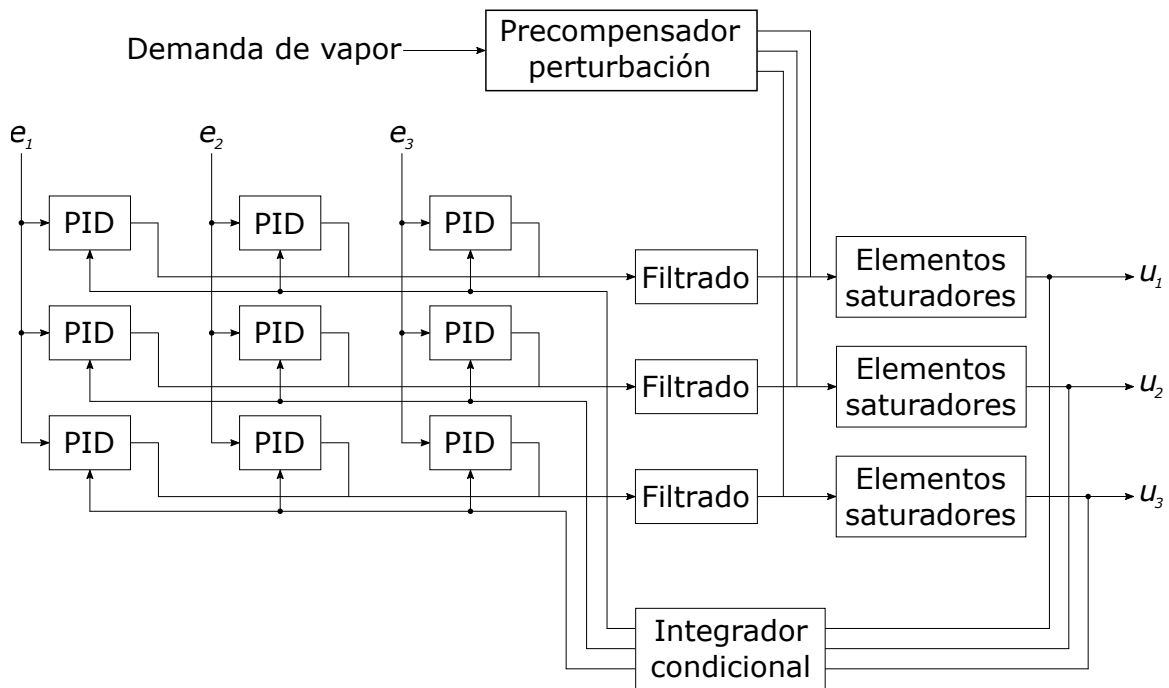 Precompensador
perturbación
Demanda de vapor
e1 e2 e3
PID PID PID
Filtrado
Elementos
saturadores
u1
PID PID PID
Filtrado
Elementos
saturadores
u2
PID PID PID
Filtrado
Elementos
saturadores
u3
Integrador
condicional